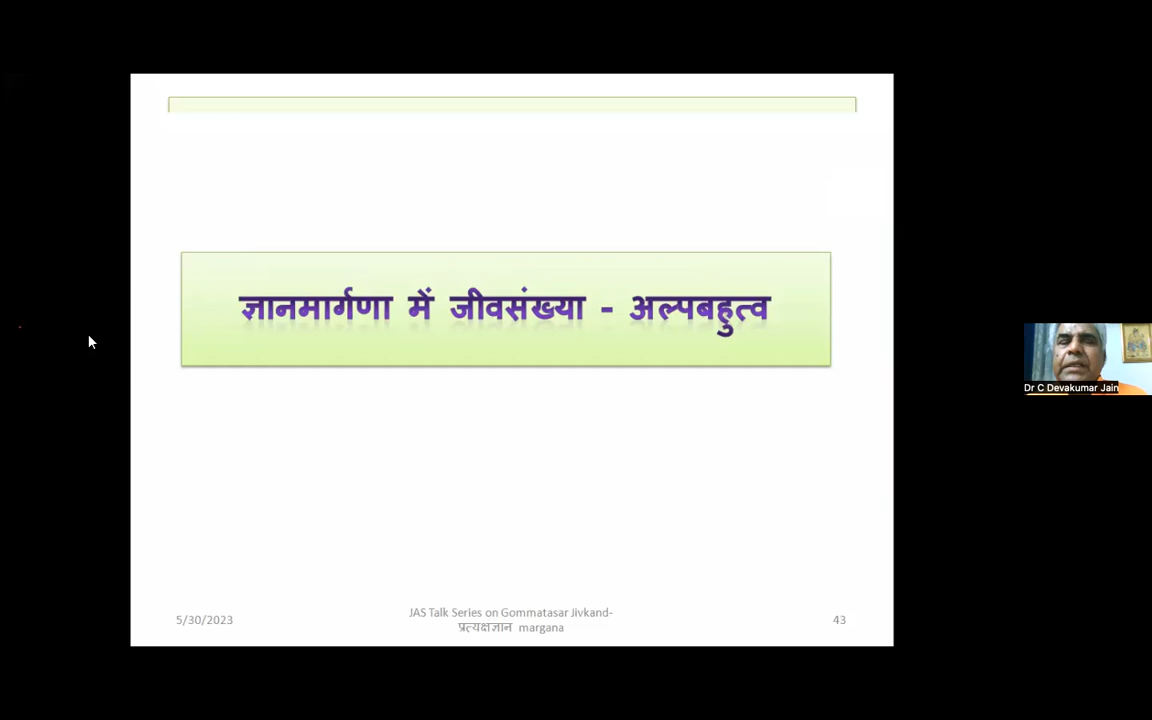 ज्ञानमार्गणा में जीवसंख्या - अल्पबहुत्व
Dr C Devakumar Jain
5/30/2023
JAS Talk Series on Gommatasar Jivkand-
प्रत्यक्षज्ञान margana
43